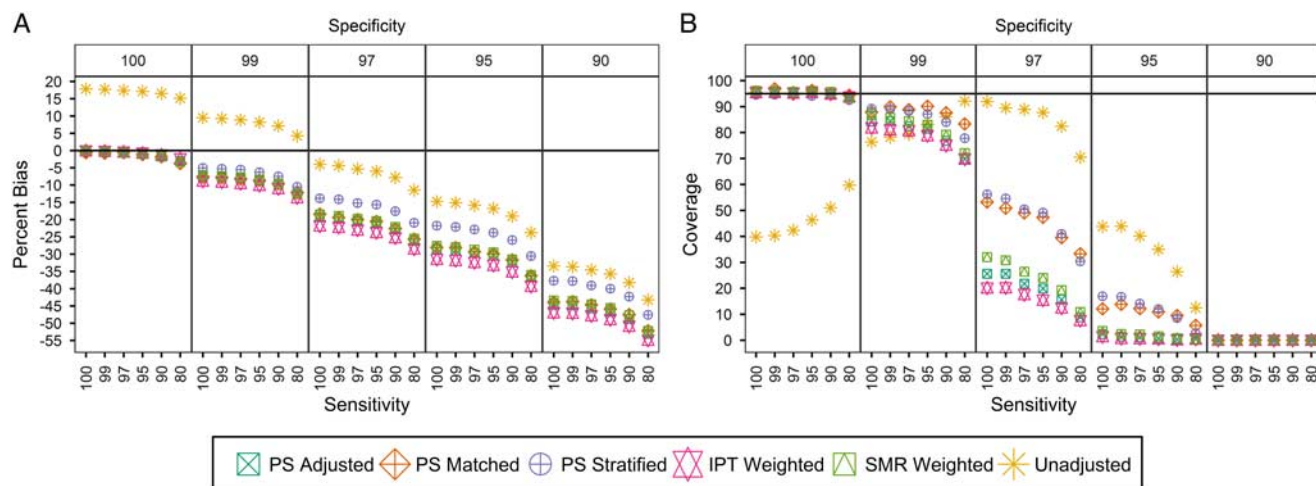 A
Specificity
100 99 97 95 90
20
15
10
5
0
-5
-10
-15
-20
-25
-30
-35
-40
-45
-50
-55
Percent Bias
100 99 97 95 90 80 100 99 97 95 90 80 100 99 97 95 90 80 100 99 97 95 90 80 100 99 97 95 90 80
Sensitivity
B
Specificity
100 99 97 95 90
100
90
80
70
60
50
40
30
20
10
0
Coverage
100 99 97 95 90 80 100 99 97 95 90 80 100 99 97 95 90 80 100 99 97 95 90 80 100 99 97 95 90 80
Sensitivity
PS Adjusted PS Matched PS Stratified IPT Weighted SMR Weighted Unadjusted